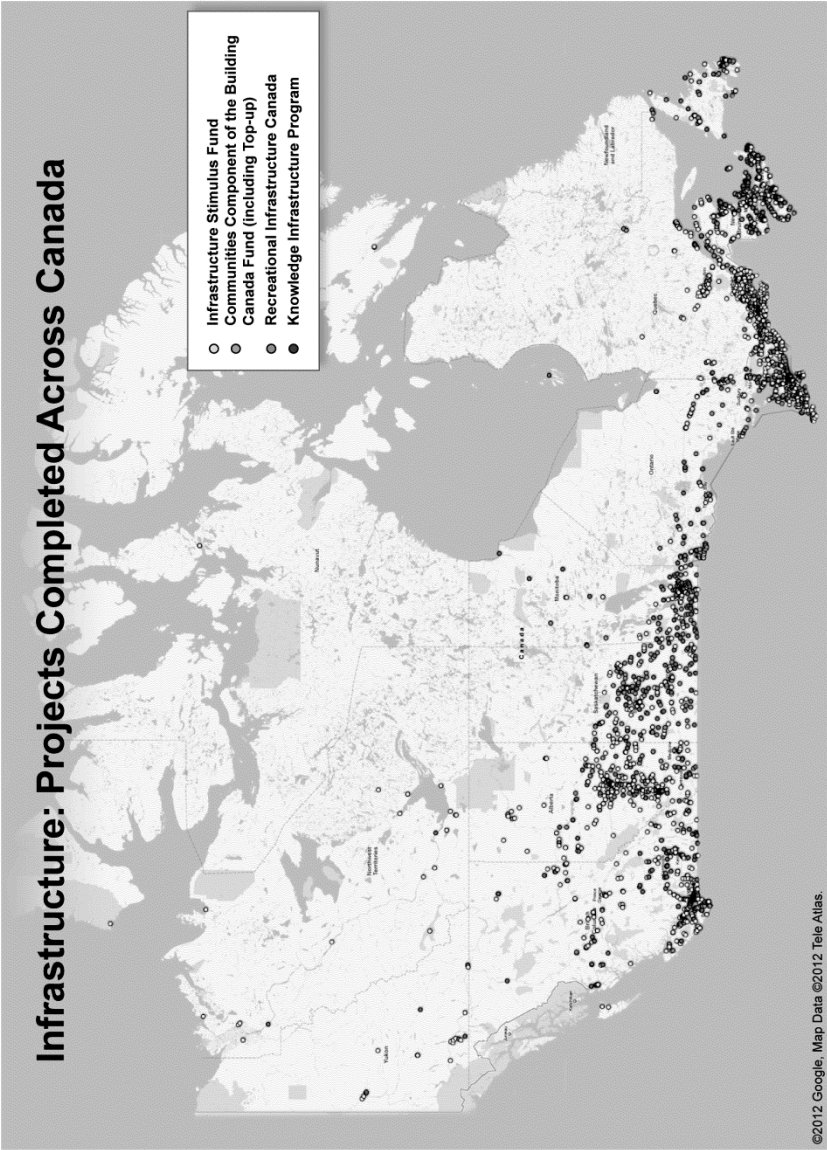 Infrastructure: Projects Completed Across Canada
Infrastructure Stimulus Fund
Communities Component of the Building
Canada Fund (including Top-up)
Recreational Infrastructure Canada
Knowledge Infrastructure Program
Nunavut
Northwest
Territories
Yukon
Newfoundland
and Labrador
Quebec
Ontario
Manitoba
Canada
Saskatchewan
Alberta
©2012 Google, Map Data ©2012 Tele Atlas.